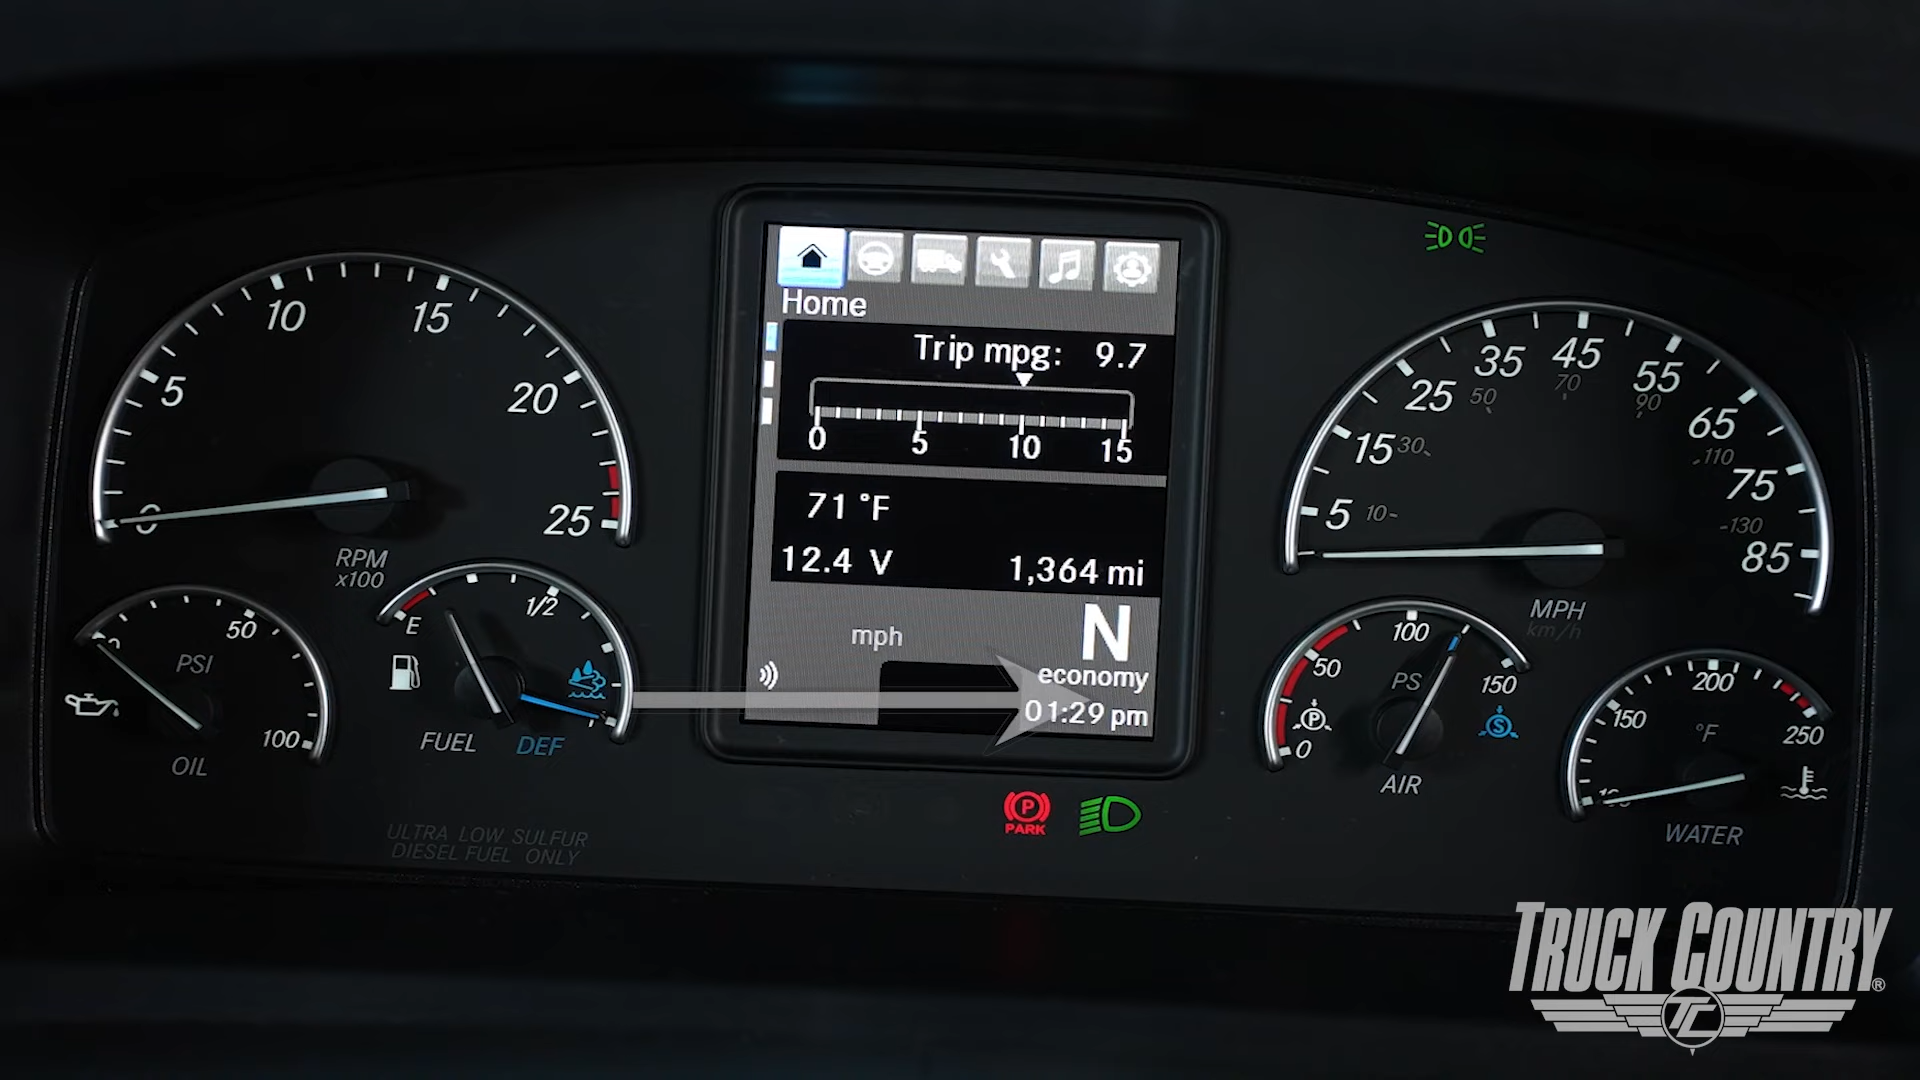 10
15
5
20
0
25
RPM
x100
50
PSI
100
OIL
E
1/2
FUEL
DEF
ULTRA LOW SULFUR
DIESEL FUEL ONLY
Home
Trip mpg: 9.7
0 5 10 15
71 °F
12.4 V 1,364 mi
N
mph
economy
01:29 pm
P
PARK
5
15
25
35
45
55
65
75
85
10
30
50
70
90
110
130
MPH
km/h
0
50
100
150
PS
P
S
AIR
150
200
250
°F
WATER
TRUCK COUNTRY®
TC